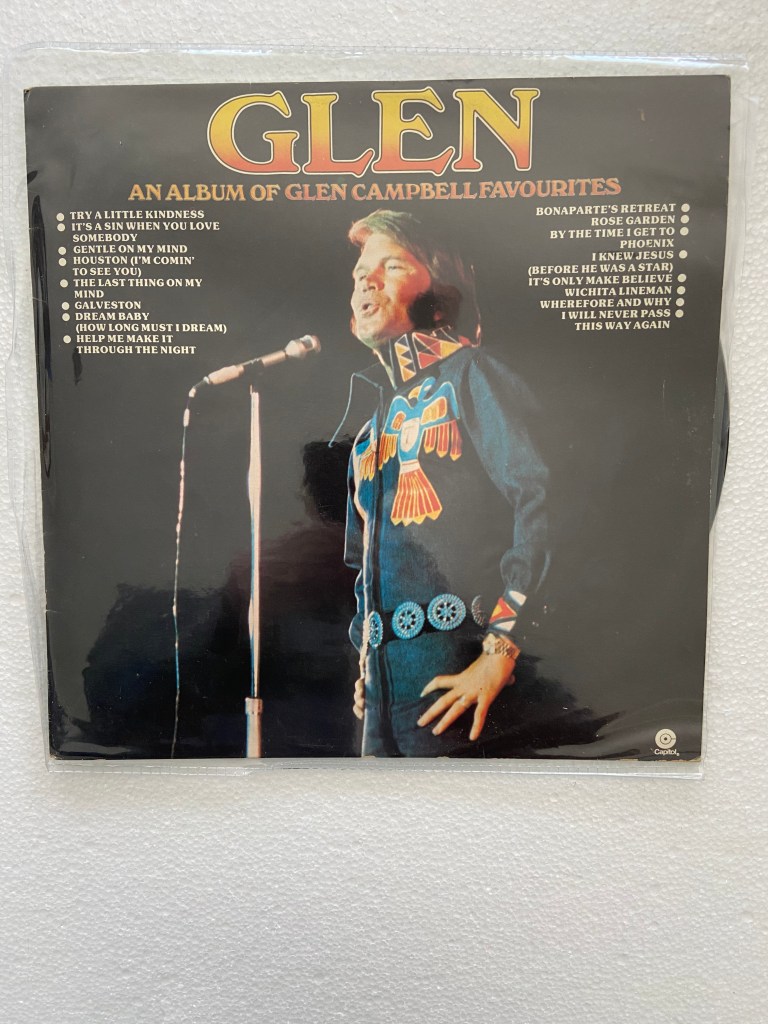 GLEN
AN ALBUM OF GLEN CAMPBELL FAVOURITES
TRY A LITTLE KINDNESS
IT'S A SIN WHEN YOU LOVE
SOMEBODY
GENTLE ON MY MIND
HOUSTON (I'M COMIN'
TO SEE YOU)
THE LAST THING ON MY
MIND
GALVESTON
DREAM BABY
(HOW LONG MUST I DREAM)
HELP ME MAKE IT
THROUGH THE NIGHT
BONAPARTE'S RETREAT
ROSE GARDEN
BY THE TIME I GET TO
PHOENIX
I KNEW JESUS
(BEFORE HE WAS A STAR)
IT'S ONLY MAKE BELIEVE
WICHITA LINEMAN
WHEREFORE AND WHY
I WILL NEVER PASS
THIS WAY AGAIN
Capitol